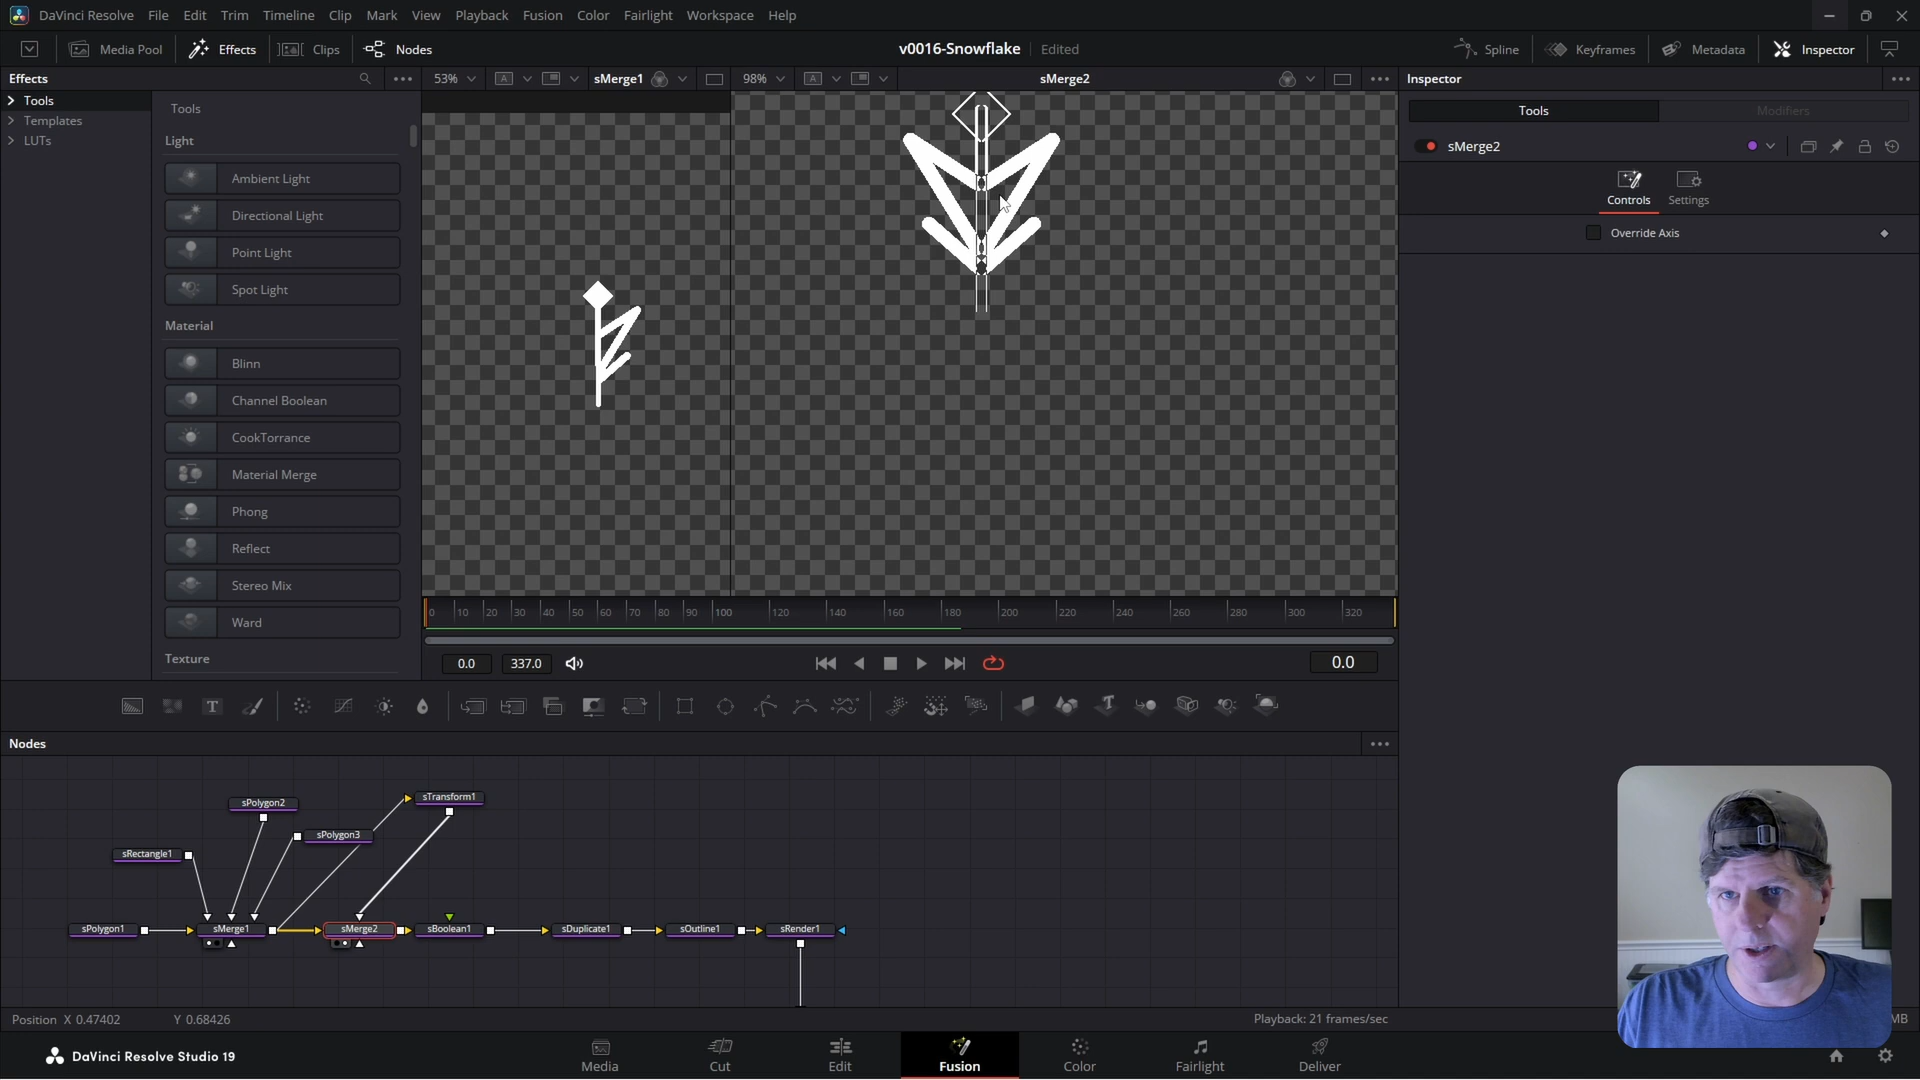 DaVinci Resolve File Edit Trim Timeline Clip Mark View Playback Fusion Color Fairlight Workspace Help
Media Pool Effects Clips Nodes v0016-Snowflake Edited Spline Keyframes Metadata Inspector
Effects 53% A sMerge1 98% A sMerge2 Inspector
Tools
Templates
LUTs
Tools
Light
Ambient Light
Directional Light
Point Light
Spot Light
Material
Blinn
Channel Boolean
CookTorrance
Material Merge
Phong
Reflect
Stereo Mix
Ward
Texture
Tools Modifiers
sMerge2
Controls Settings
Override Axis
0 10 20 30 40 50 60 70 80 90 100 120 140 160 180 200 220 240 260 280 300 320
0.0 337.0 0.0
T
T
Nodes
sPolygon2 sTransform1
sPolygon3
sRectangle1
sPolygon1 sMerge1 sMerge2 sBoolean1 sDuplicate1 sOutline1 sRender1
Position X 0.47402 Y 0.68426 Playback: 21 frames/sec MB
DaVinci Resolve Studio 19 Media Cut Edit Fusion Color Fairlight Deliver